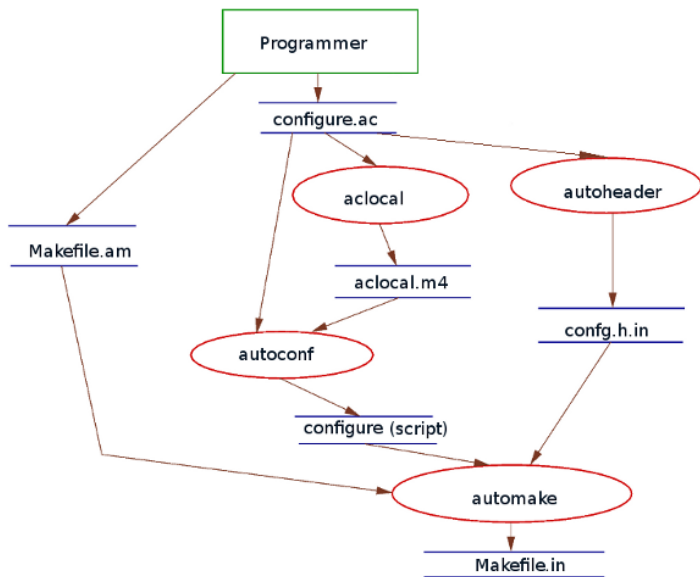 Programmer
configure.ac
aclocal
autoheader
Makefile.am
aclocal.m4
confg.h.in
autoconf
configure (script)
automake
Makefile.in